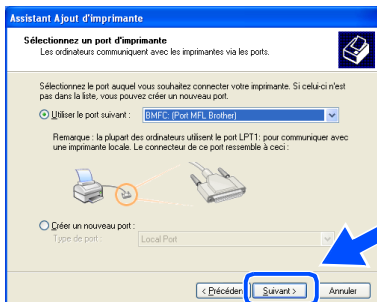 Assistant Ajout d'imprimante
Sélectionnez un port d'imprimante
Les ordinateurs communiquent avec les imprimantes via les ports.
Sélectionnez le port auquel vous souhaitez connecter votre imprimante. Si celui-ci n'est
pas dans la liste, vous pouvez créer un nouveau port.
Utiliser le port suivant : BMFC: (Port MFL Brother)
Remarque : la plupart des ordinateurs utilisent le port LPT1: pour communiquer avec
une imprimante locale. Le connecteur de ce port ressemble à ceci :
Créer un nouveau port :
Type de port : Local Port
< Précéden Suivant > Annuler